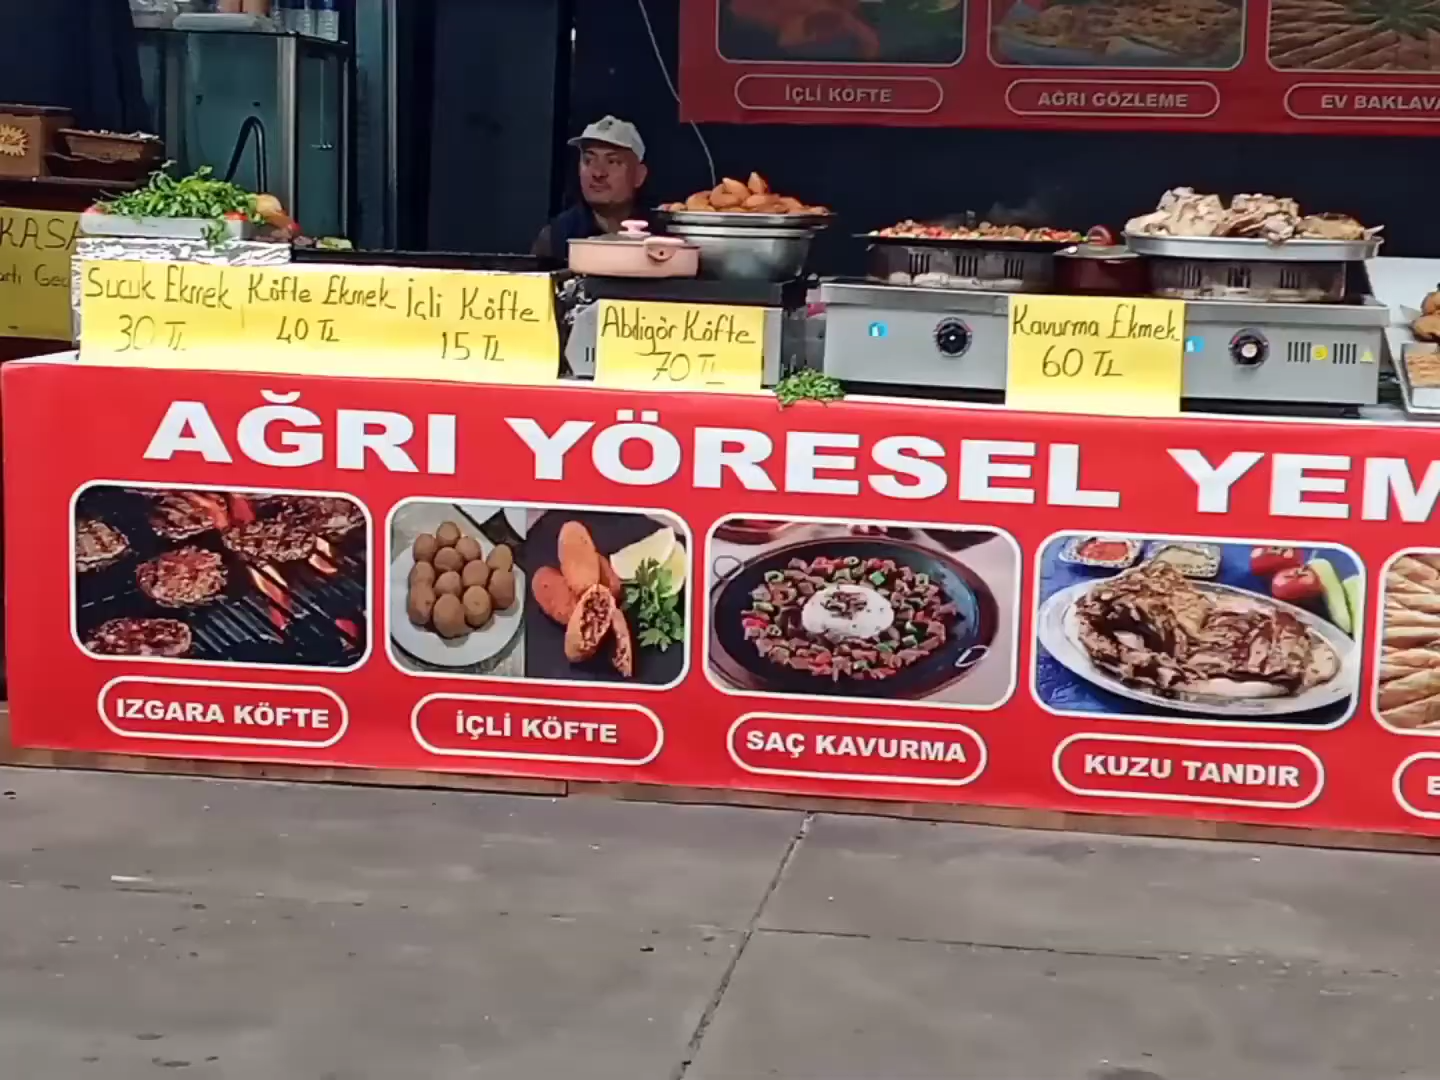 İÇLİ KÖFTE
AĞRI GÖZLEME
EV BAKLAVA
KASA
Sucuk Ekmek
30 TL
Köfte Ekmek
40 TL
İçli Köfte
15 TL
Abdigör Köfte
70 TL
Kavurma Ekmek
60 TL
AĞRI YÖRESEL YEM
IZGARA KÖFTE
İÇLİ KÖFTE
SAÇ KAVURMA
KUZU TANDIR
E